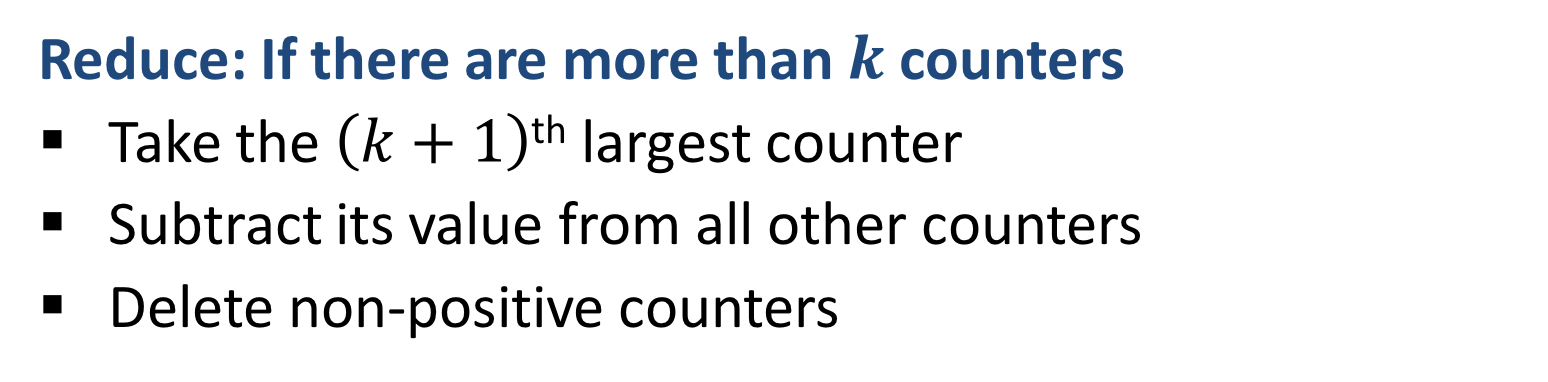 Reduce: If there are more than k counters
▪ Take the (k + 1)th largest counter
▪ Subtract its value from all other counters
▪ Delete non-positive counters